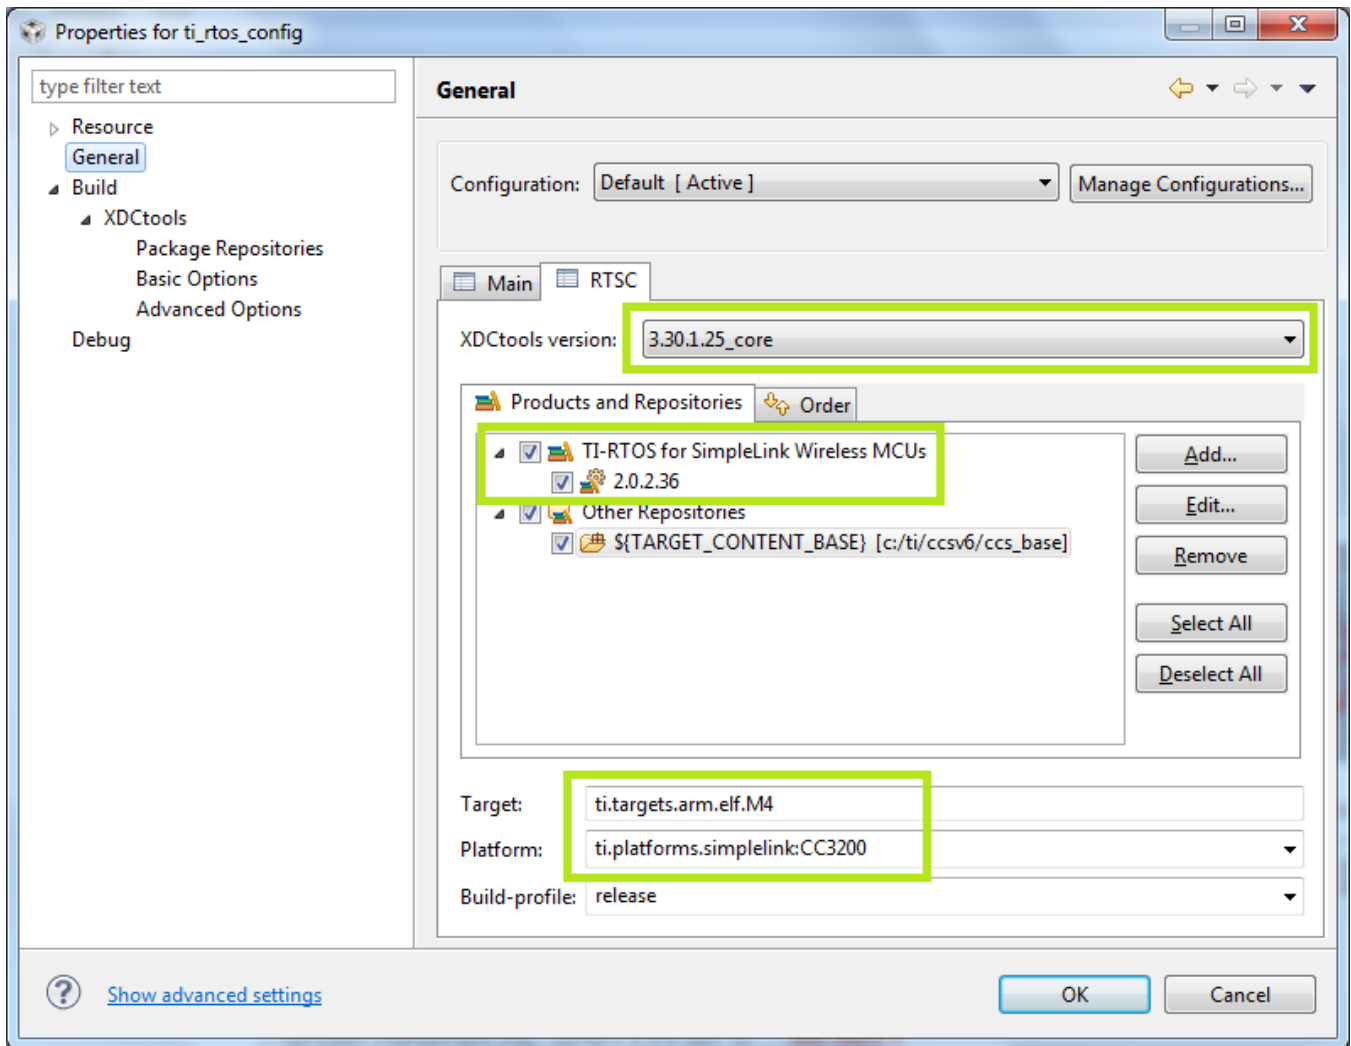 Properties for ti_rtos_config
type filter text
General
Resource
General
Build
XDCtools
Package Repositories
Basic Options
Advanced Options
Debug
Configuration: Default [ Active ] Manage Configurations...
Main RTSC
XDCtools version: 3.30.1.25_core
Products and Repositories Order
TI-RTOS for SimpleLink Wireless MCUs
2.0.2.36
Other Repositories
${TARGET_CONTENT_BASE} [c:/ti/ccsv6/ccs_base]
Add...
Edit...
Remove
Select All
Deselect All
Target: ti.targets.arm.elf.M4
Platform: ti.platforms.simplelink:CC3200
Build-profile: release
? Show advanced settings
OK Cancel